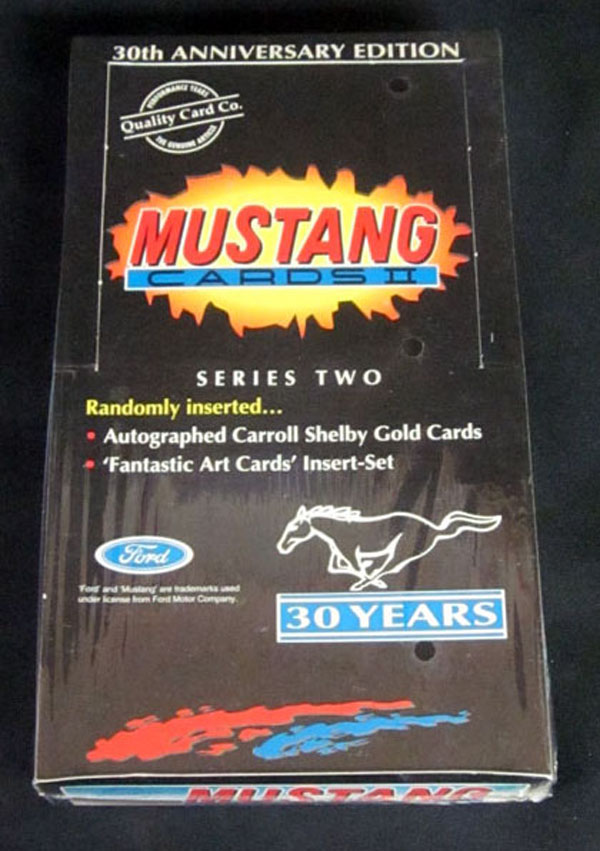 30th ANNIVERSARY EDITION
PERFORMANCE YEARS
Quality Card Co.
THE GENUINE ARTICLE
MUSTANG
CARDS II
SERIES TWO
Randomly inserted...
• Autographed Carroll Shelby Gold Cards
• 'Fantastic Art Cards' Insert-Set
Ford
'Ford' and 'Mustang' are trademarks used
under license from Ford Motor Company.
30 YEARS
MUSTANG